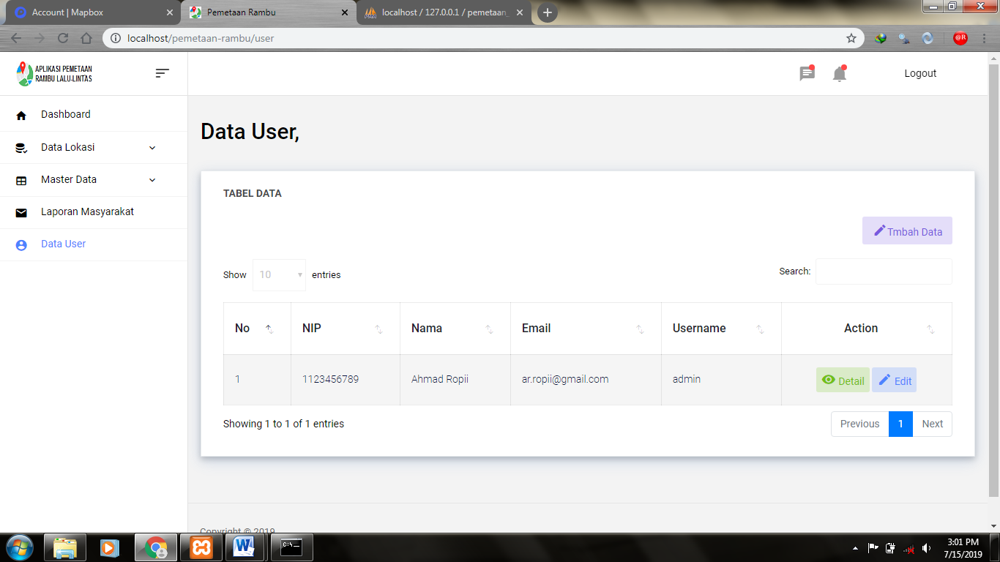 Account | Mapbox
Pemetaan Rambu
localhost / 127.0.0.1 / pemetaan_
localhost/pemetaan-rambu/user
@R
APLIKASI PEMETAAN
RAMBU LALU-LINTAS
Logout
Dashboard
Data Lokasi
Master Data
Laporan Masyarakat
Data User
Data User,
TABEL DATA
Tmbah Data
Show 10 entries
Search:
No NIP Nama Email Username Action
1 1123456789 Ahmad Ropii ar.ropii@gmail.com admin Detail Edit
Showing 1 to 1 of 1 entries
Previous 1 Next
Copyright © 2019
C:\.
3:01 PM
7/15/2019